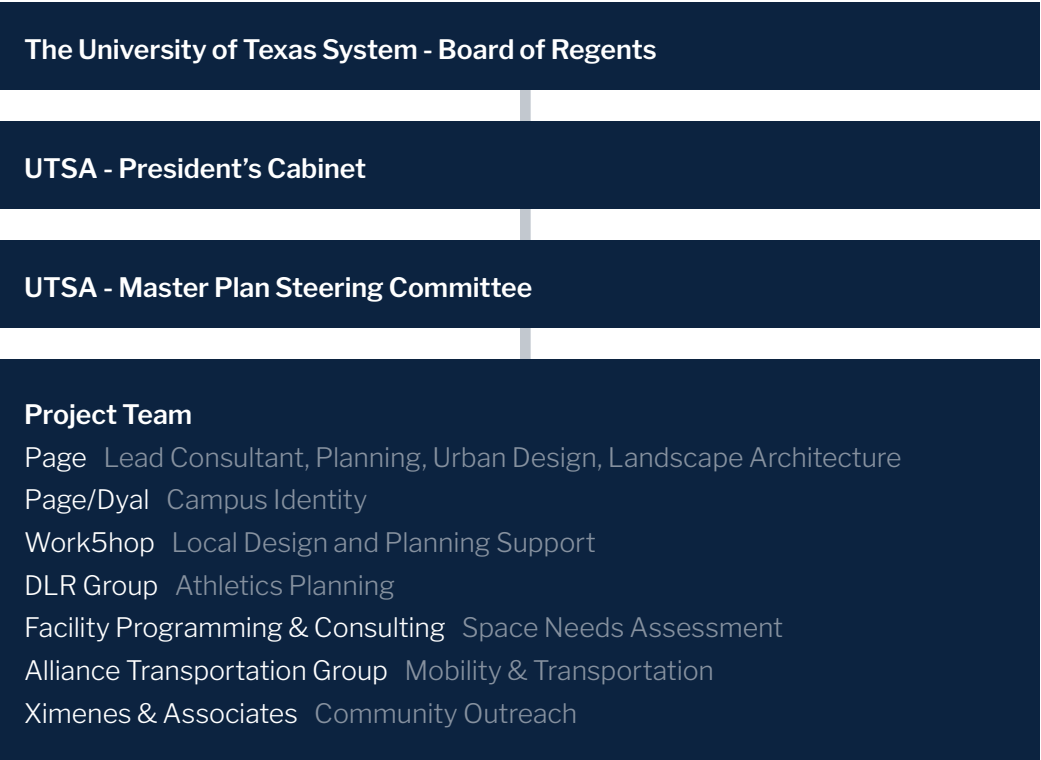 The University of Texas System - Board of Regents
UTSA - President’s Cabinet
UTSA - Master Plan Steering Committee
Project Team
Page Lead Consultant, Planning, Urban Design, Landscape Architecture
Page/Dyal Campus Identity
Work5hop Local Design and Planning Support
DLR Group Athletics Planning
Facility Programming & Consulting Space Needs Assessment
Alliance Transportation Group Mobility & Transportation
Ximenes & Associates Community Outreach